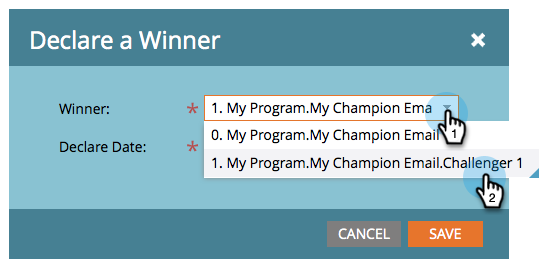 Declare a Winner
Winner: * 1. My Program.My Champion Ema
1
0. My Program.My Champion Email
Declare Date: *
1. My Program.My Champion Email.Challenger 1
2
CANCEL SAVE